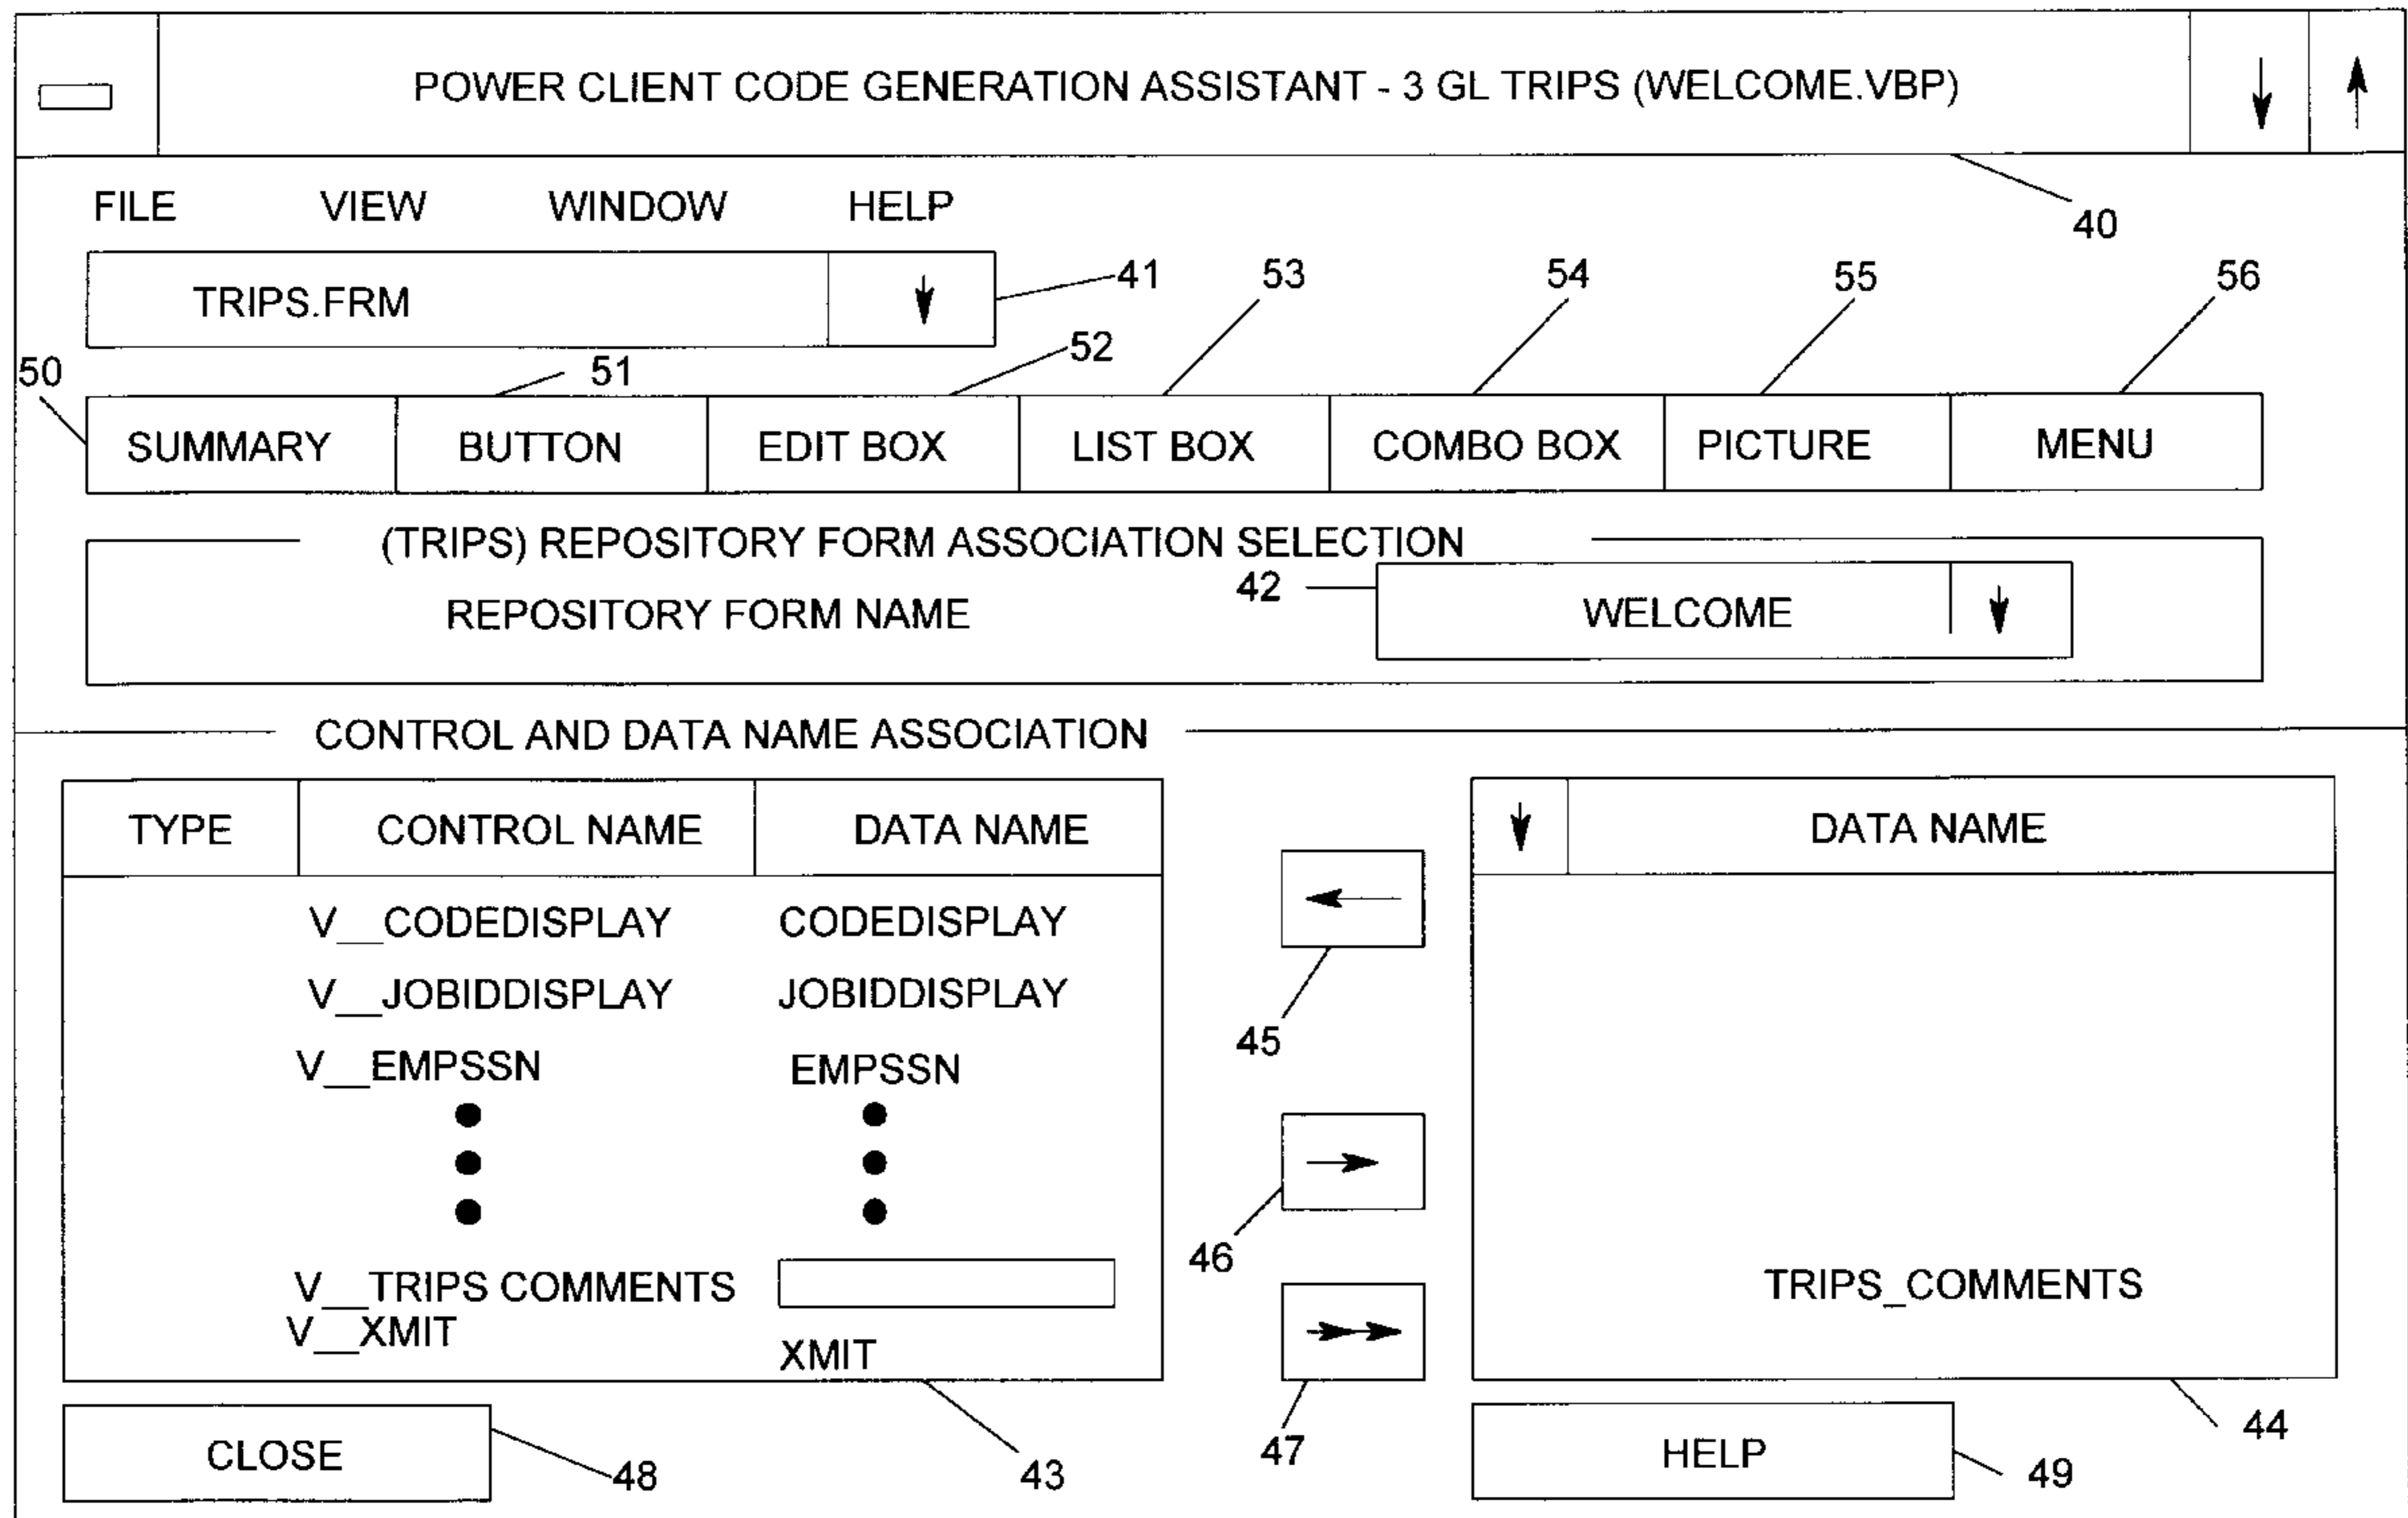 POWER CLIENT CODE GENERATION ASSISTANT - 3 GL TRIPS (WELCOME.VBP)
40
FILE VIEW WINDOW HELP
TRIPS.FRM
41 53 54 55 56
50 51 52
SUMMARY BUTTON EDIT BOX LIST BOX COMBO BOX PICTURE MENU
(TRIPS) REPOSITORY FORM ASSOCIATION SELECTION
REPOSITORY FORM NAME 42 WELCOME
CONTROL AND DATA NAME ASSOCIATION
TYPE CONTROL NAME DATA NAME DATA NAME
V__CODEDISPLAY CODEDISPLAY
V__JOBIDDISPLAY JOBIDDISPLAY
45
V__EMPSSN EMPSSN
46
V__TRIPS COMMENTS TRIPS_COMMENTS
V__XMIT XMIT
CLOSE 48 43 47 HELP 49 44